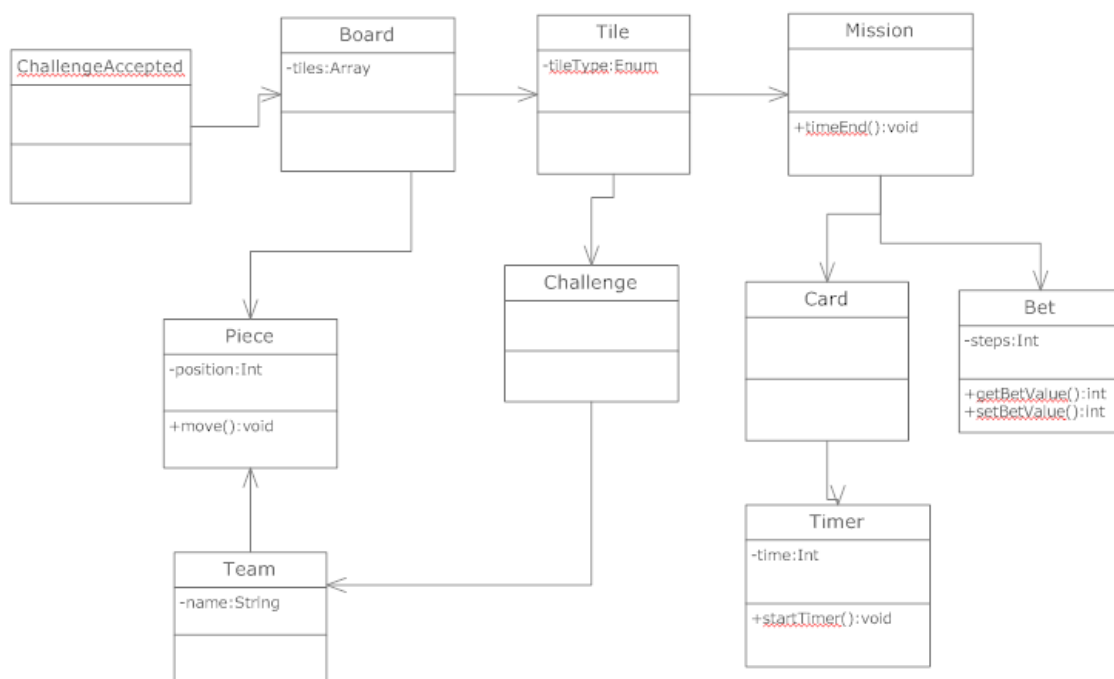 ChallengeAccepted
Board
-tiles:Array
Tile
-tileType:Enum
Mission
+timeEnd():void
Challenge
Card
Bet
-steps:Int
+getBetValue():int
+setBetValue():int
Piece
-position:Int
+move():void
Timer
-time:Int
+startTimer():void
Team
-name:String